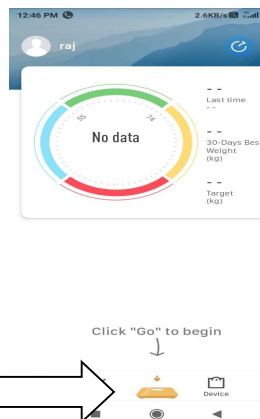 12:46 PM 2.6KB/s
raj
55 74
No data
- -
Last time
- -
- -
30-Days Bes
Weight
(kg)
- -
Target
(kg)
Click "Go" to begin
Device